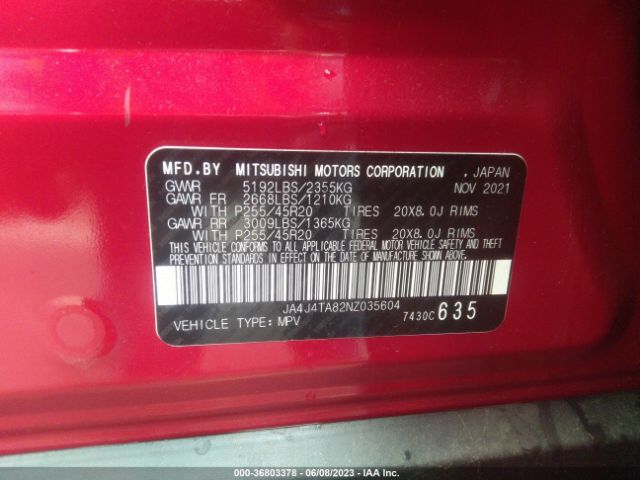 MFD.BY MITSUBISHI MOTORS CORPORATION , JAPAN
GVWR 5192LBS/2355KG NOV 2021
GAWR FR 2668LBS/1210KG
WITH P255/45R20 TIRES 20X8.0J RIMS
GAWR RR 3009LBS/1365KG
WITH P255/45R20 TIRES 20X8.0J RIMS
THIS VEHICLE CONFORMS TO ALL APPLICABLE FEDERAL MOTOR VEHICLE SAFETY AND THEFT
PREVENTION STANDARDS IN EFFECT ON THE DATE OF MANUFACTURE SHOWN ABOVE.
JA4J4TA82NZ035604
VEHICLE TYPE:MPV 7430C 635
000-36803378 - 06/08/2023 - IAA Inc.